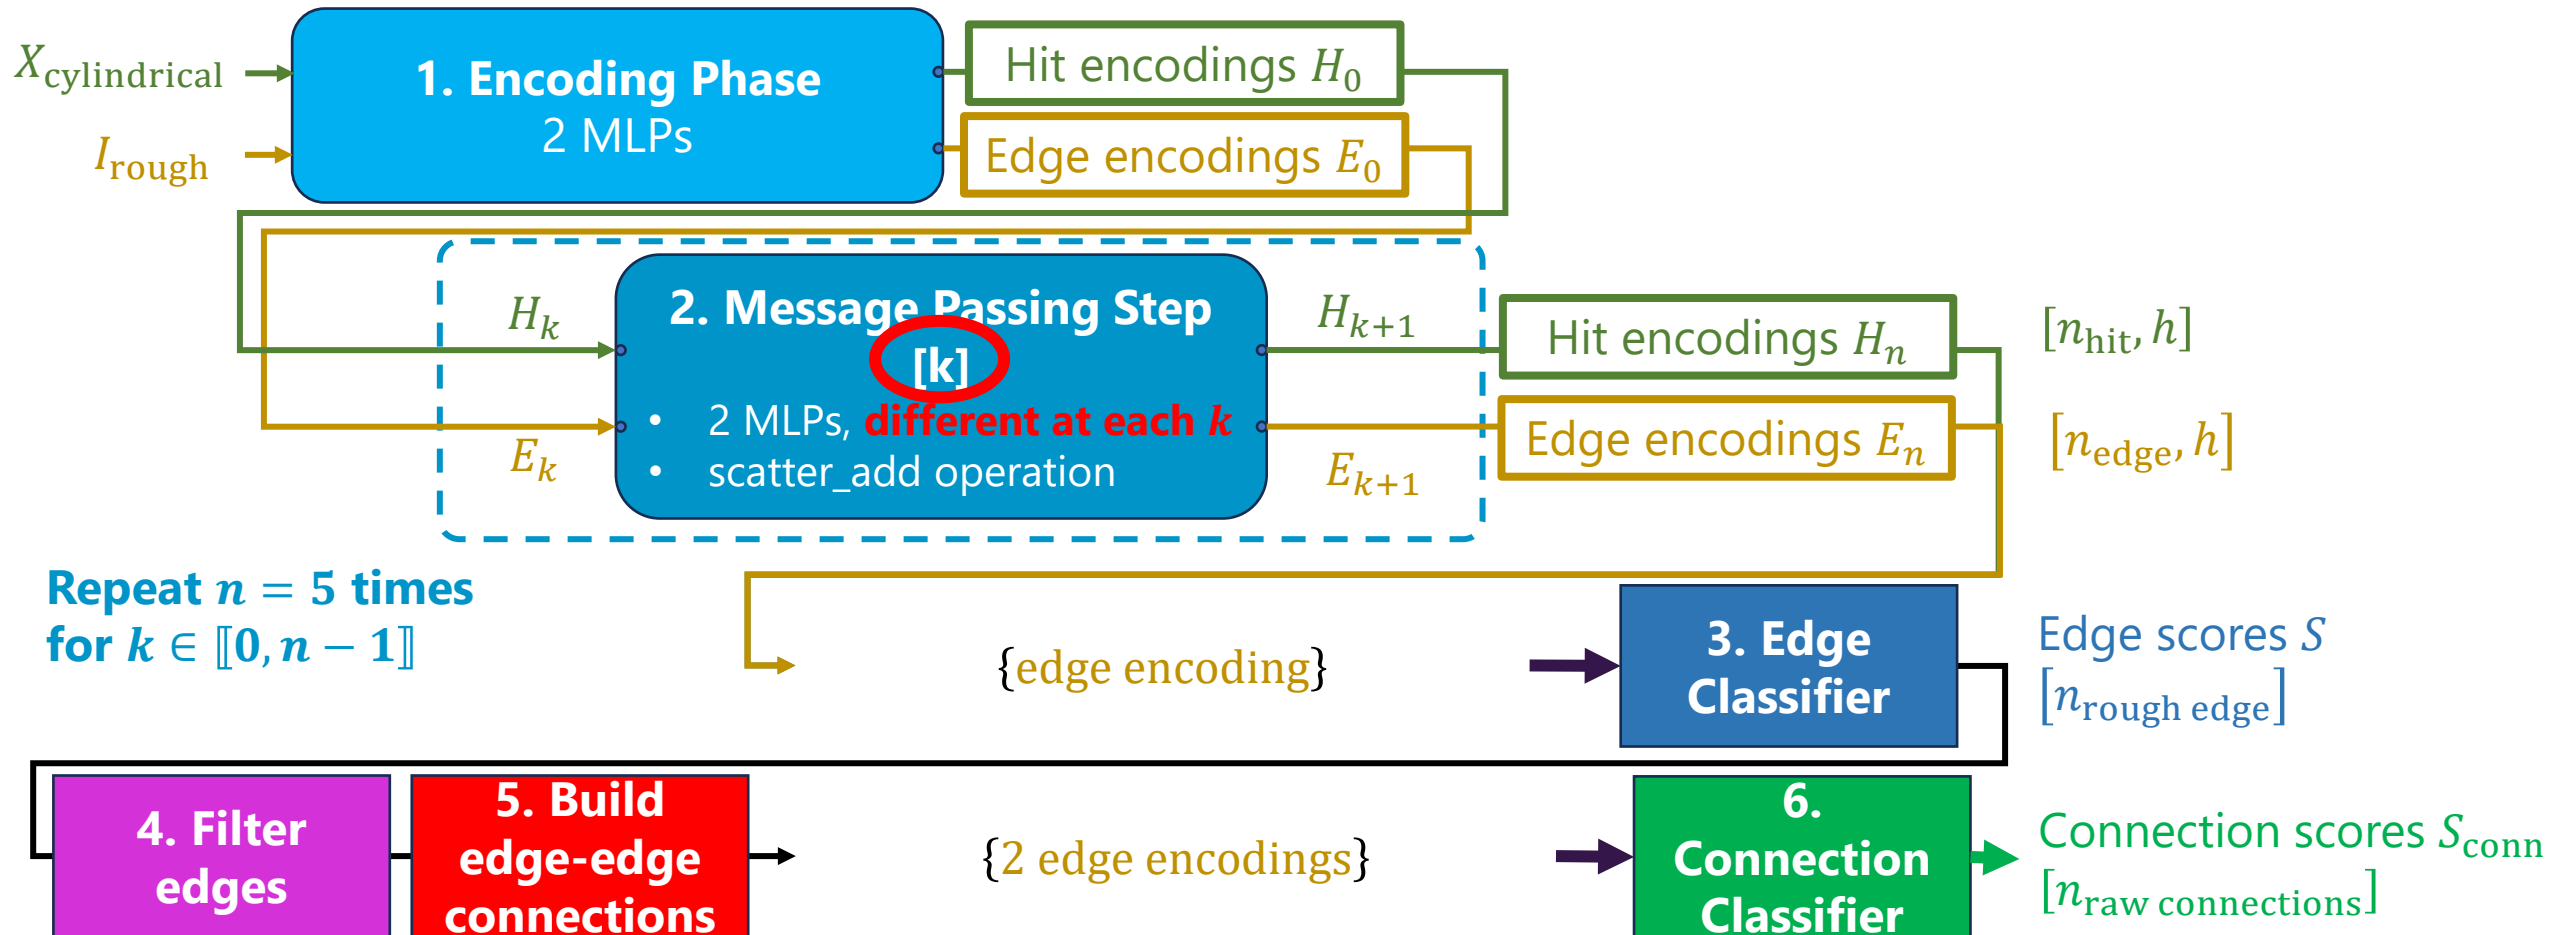 X_cylindrical
1. Encoding Phase
2 MLPs
Hit encodings H_0
I_rough
Edge encodings E_0
H_k
2. Message Passing Step
[k]
H_{k+1}
Hit encodings H_n
[n_hit, h]
• 2 MLPs, different at each k
E_k
• scatter_add operation
E_{k+1}
Edge encodings E_n
[n_edge, h]
Repeat n = 5 times
for k ∈ ⟦0, n − 1⟧
{edge encoding}
3. Edge
Classifier
Edge scores S
[n_rough edge]
4. Filter
edges
5. Build
edge-edge
connections
{2 edge encodings}
6.
Connection
Classifier
Connection scores S_conn
[n_raw connections]